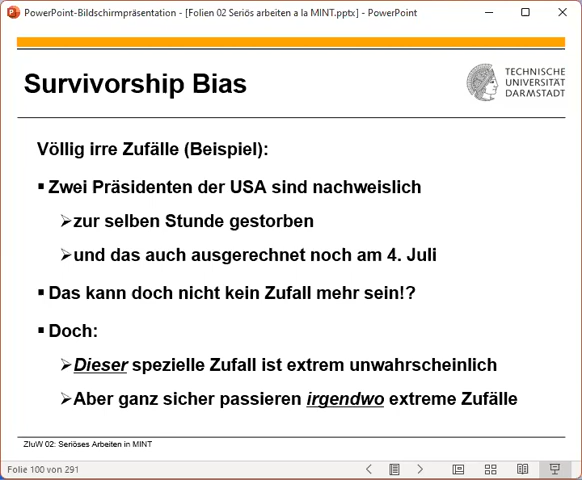 PowerPoint-Bildschirmpräsentation - [Folien 02 Seriös arbeiten a la MINT.pptx] - PowerPoint
Survivorship Bias
TECHNISCHE
UNIVERSITÄT
DARMSTADT
Völlig irre Zufälle (Beispiel):
Zwei Präsidenten der USA sind nachweislich
zur selben Stunde gestorben
und das auch ausgerechnet noch am 4. Juli
Das kann doch nicht kein Zufall mehr sein!?
Doch:
Dieser spezielle Zufall ist extrem unwahrscheinlich
Aber ganz sicher passieren irgendwo extreme Zufälle
ZIuW 02: Seriöses Arbeiten in MINT
Folie 100 von 291